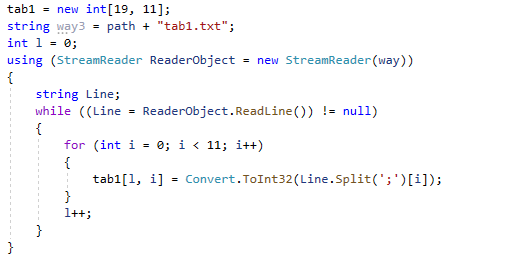 tab1 = new int[19, 11];
string way3 = path + "tab1.txt";
int l = 0;
using (StreamReader ReaderObject = new StreamReader(way))
{
string Line;
while ((Line = ReaderObject.ReadLine()) != null)
{
for (int i = 0; i < 11; i++)
{
tab1[l, i] = Convert.ToInt32(Line.Split(';')[i]);
}
l++;
}
}